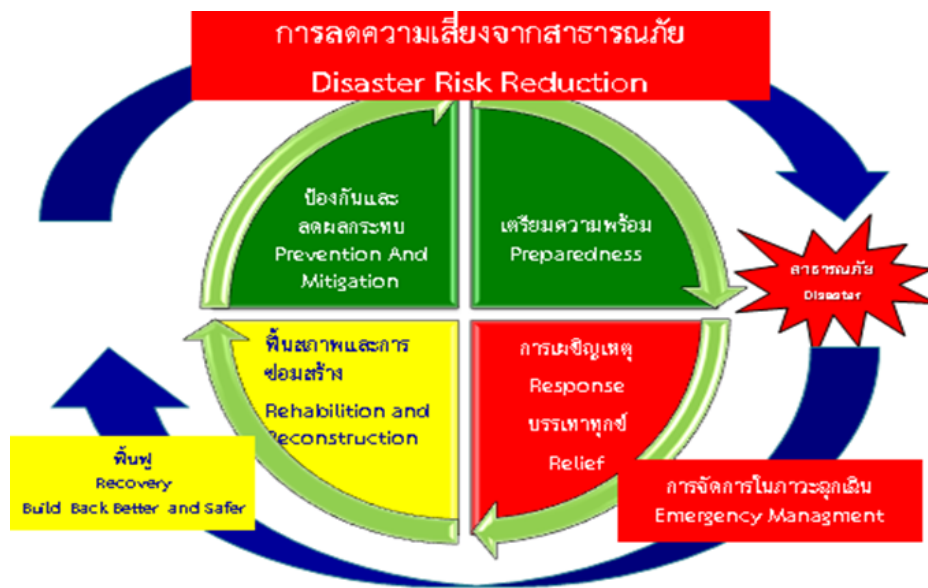 การลดความเสี่ยงจากสาธารณภัย
Disaster Risk Reduction
ป้องกันและ
ลดผลกระทบ
Prevention And
Mitigation
เตรียมความพร้อม
Preparedness
สาธารณภัย
Disaster
ฟื้นสภาพและการ
ซ่อมสร้าง
Rehabilition and
Reconstruction
การเผชิญเหตุ
Response
บรรเทาทุกข์
Relief
ฟื้นฟู
Recovery
Build Back Better and Safer
การจัดการในภาวะฉุกเฉิน
Emergency Managment